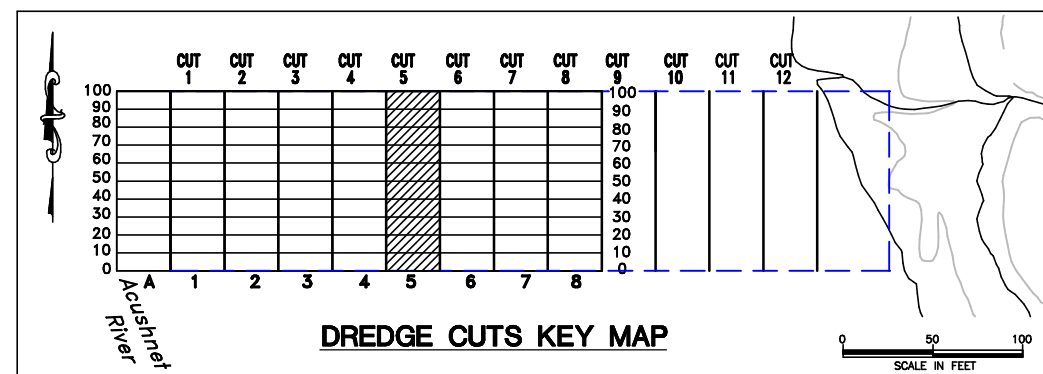 CUT CUT CUT CUT CUT CUT CUT CUT CUT CUT CUT CUT
1 2 3 4 5 6 7 8 9 10 11 12
100 100
90 90
80 80
70 70
60 60
50 50
40 40
30 30
20 20
10 10
0 0
A 1 2 3 4 5 6 7 8
Acushnet
River
DREDGE CUTS KEY MAP
0 50 100
SCALE IN FEET